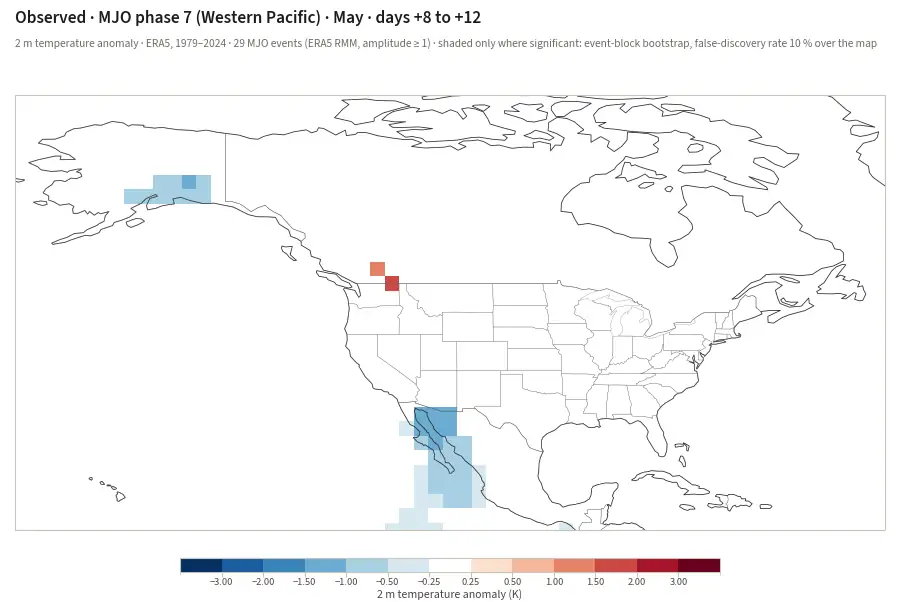 Observed · MJO phase 7 (Western Pacific) · May · days +8 to +12
2 m temperature anomaly · ERA5, 1979–2024 · 29 MJO events (ERA5 RMM, amplitude ≥ 1) · shaded only where significant: event-block bootstrap, false-discovery rate 10 % over the map
−3.00 −2.00 −1.50 −1.00 −0.50 −0.25 0.25 0.50 1.00 1.50 2.00 3.00
2 m temperature anomaly (K)